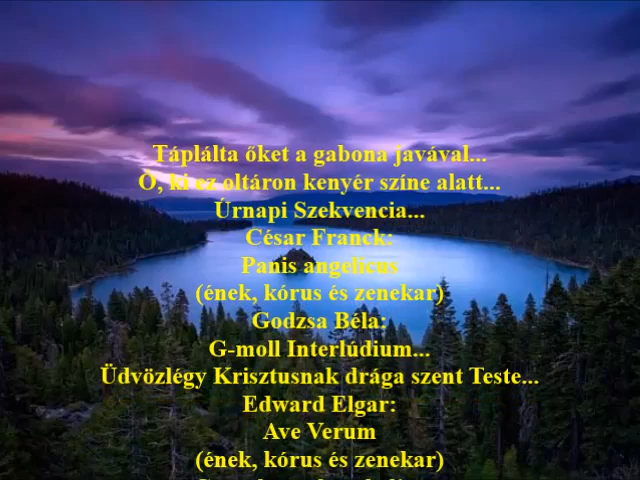 Táplálta őket a gabona javával...
Ó, ki ez oltáron kenyér színe alatt...
Úrnapi Szekvencia...
César Franck:
Panis angelicus
(ének, kórus és zenekar)
Godzsa Béla:
G-moll Interlúdium...
Üdvözlégy Krisztusnak drága szent Teste...
Edward Elgar:
Ave Verum
(ének, kórus és zenekar)